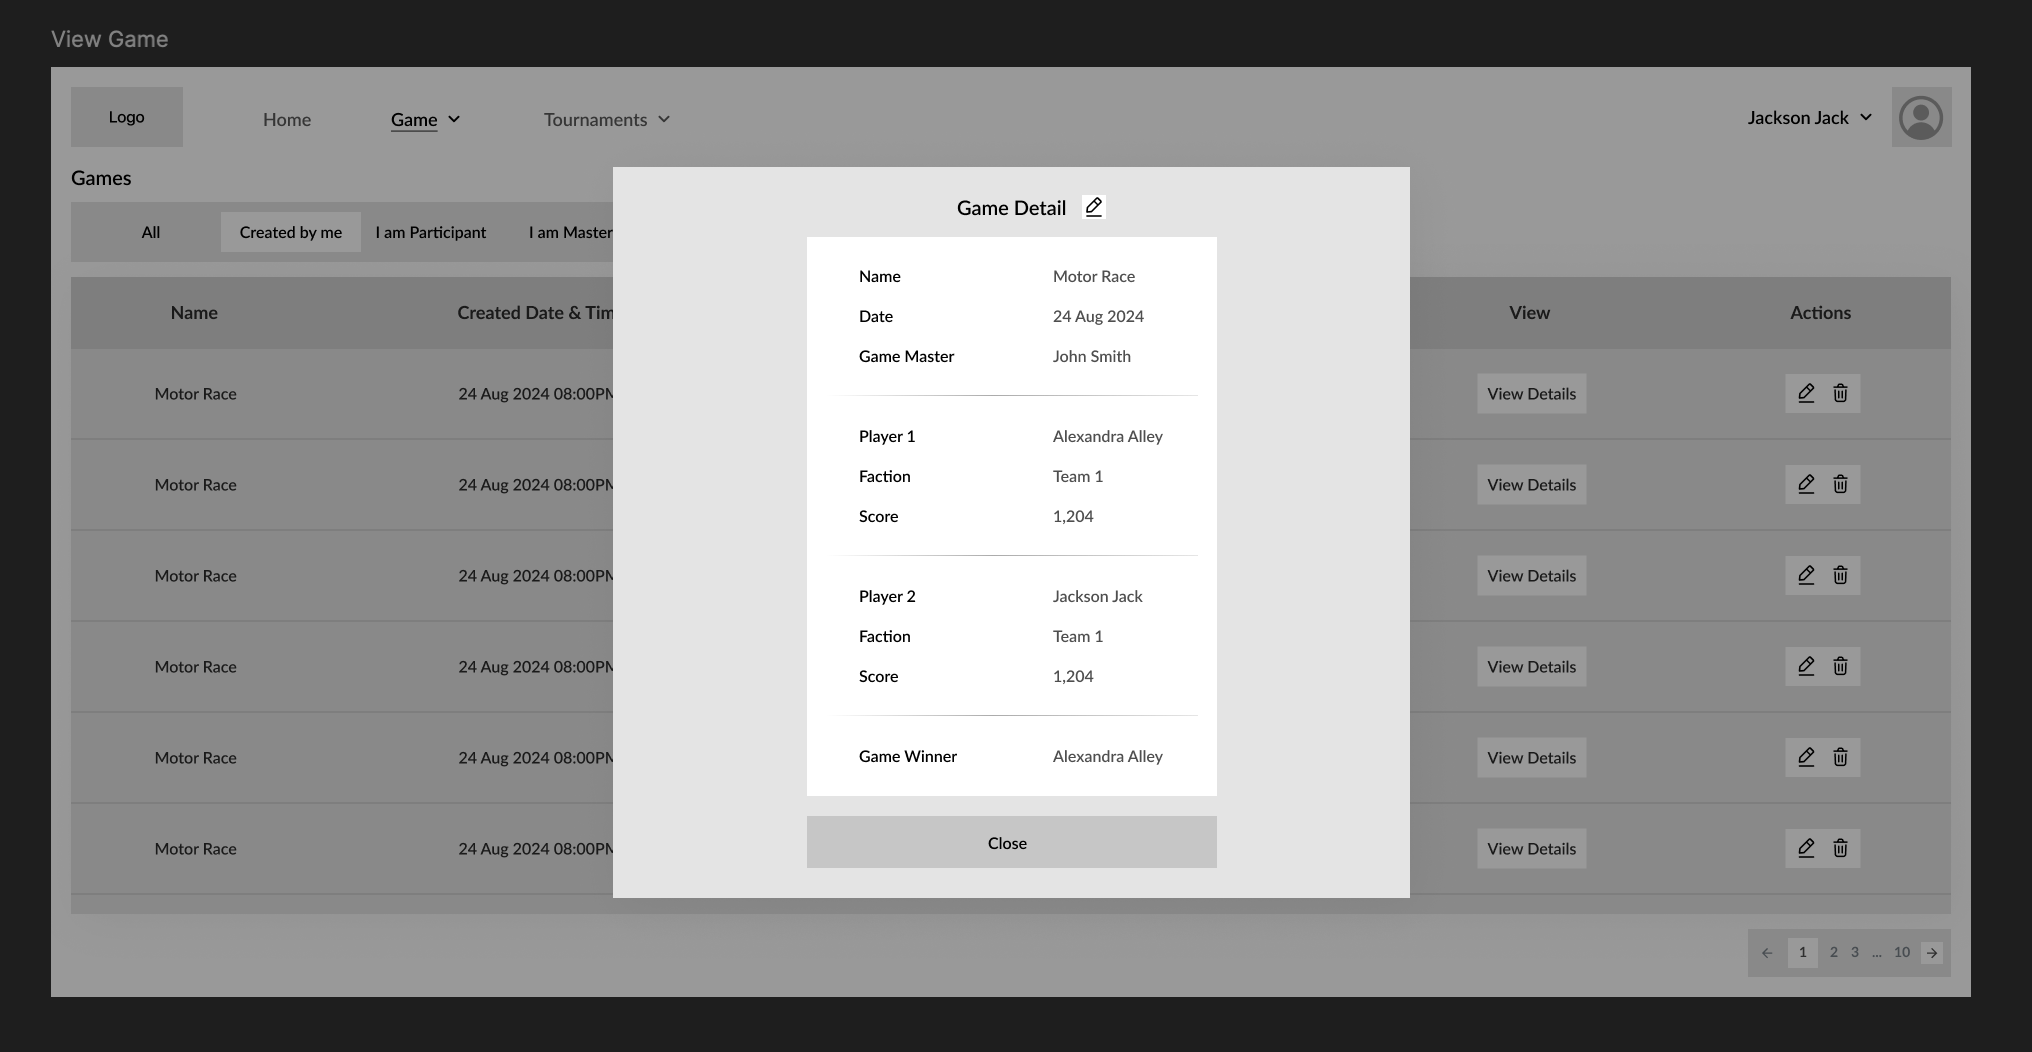 View Game
Logo
Home
Game
Tournaments
Jackson Jack
Games
All
Created by me
I am Participant
I am Master
Name
Created Date & Tim
View
Actions
Motor Race
24 Aug 2024 08:00PM
View Details
Motor Race
24 Aug 2024 08:00PM
View Details
Motor Race
24 Aug 2024 08:00PM
View Details
Motor Race
24 Aug 2024 08:00PM
View Details
Motor Race
24 Aug 2024 08:00PM
View Details
Motor Race
24 Aug 2024 08:00PM
View Details
Game Detail
Name Motor Race
Date 24 Aug 2024
Game Master John Smith
Player 1 Alexandra Alley
Faction Team 1
Score 1,204
Player 2 Jackson Jack
Faction Team 1
Score 1,204
Game Winner Alexandra Alley
Close
1 2 3 ... 10